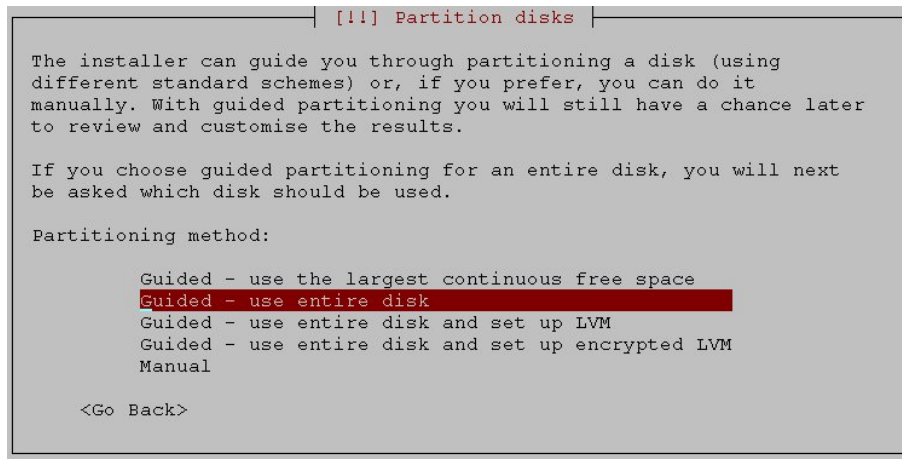 [!!] Partition disks
The installer can guide you through partitioning a disk (using
different standard schemes) or, if you prefer, you can do it
manually. With guided partitioning you will still have a chance later
to review and customise the results.
If you choose guided partitioning for an entire disk, you will next
be asked which disk should be used.
Partitioning method:
Guided - use the largest continuous free space
Guided - use entire disk
Guided - use entire disk and set up LVM
Guided - use entire disk and set up encrypted LVM
Manual
<Go Back>